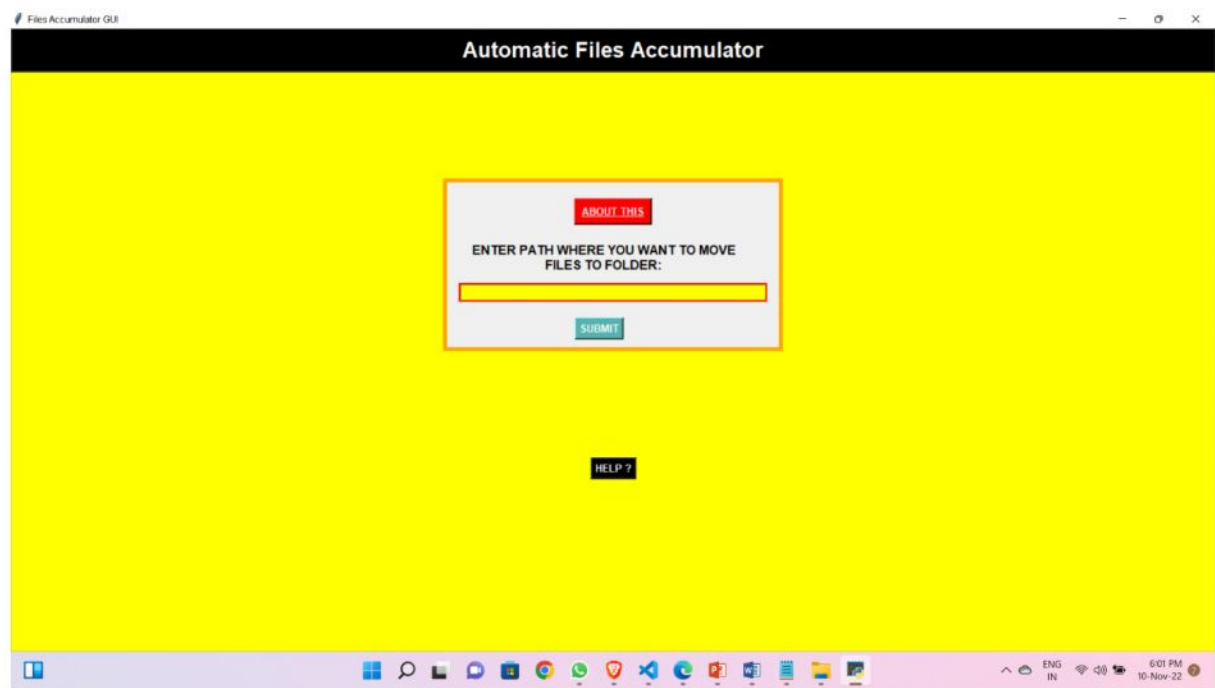 Files Accumulator GUI
Automatic Files Accumulator
ABOUT THIS
ENTER PATH WHERE YOU WANT TO MOVE
FILES TO FOLDER:
SUBMIT
HELP ?
ENG
IN
6:01 PM
10-Nov-22